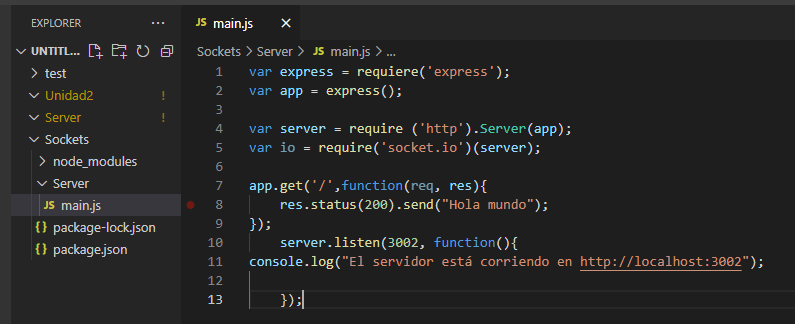 EXPLORER
JS main.js
UNTITL...
Sockets > Server > JS main.js > ...
test
Unidad2 !
Server !
Sockets
node_modules
Server
JS main.js
{ } package-lock.json
{ } package.json
1 var express = requiere('express');
2 var app = express();
3
4 var server = require ('http').Server(app);
5 var io = require('socket.io')(server);
6
7 app.get('/',function(req, res){
8 res.status(200).send("Hola mundo");
9 });
10 server.listen(3002, function(){
11 console.log("El servidor está corriendo en http://localhost:3002");
12
13 });